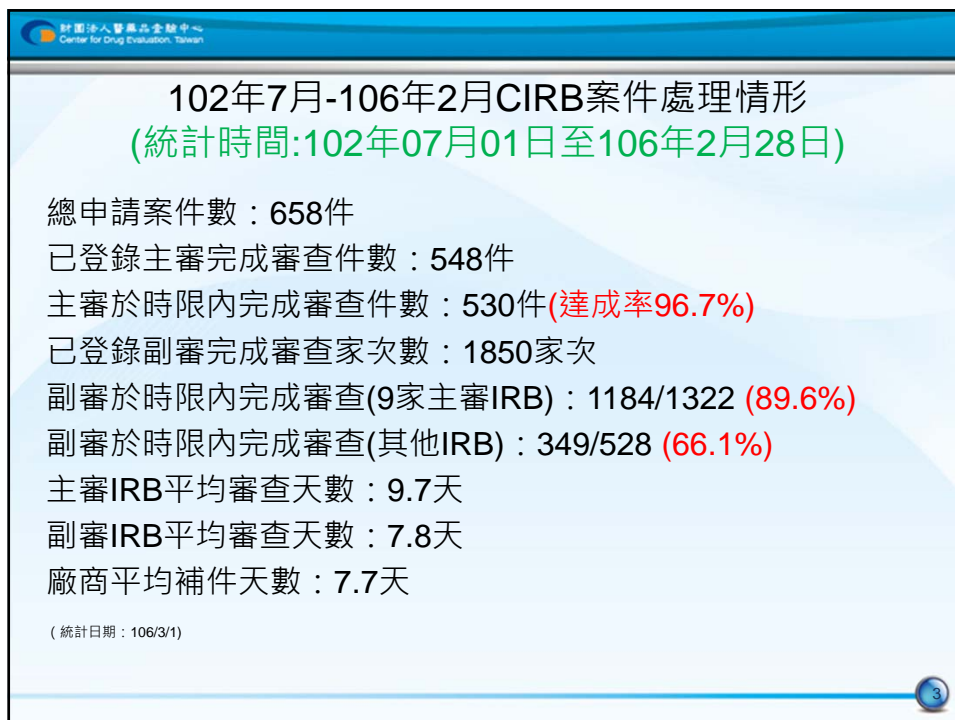 財團法人醫藥品查驗中心
Center for Drug Evaluation, Taiwan
102年7月-106年2月CIRB案件處理情形
(統計時間:102年07月01日至106年2月28日)
總申請案件數：658件
已登錄主審完成審查件數：548件
主審於時限內完成審查件數：530件(達成率96.7%)
已登錄副審完成審查家次數：1850家次
副審於時限內完成審查(9家主審IRB)：1184/1322 (89.6%)
副審於時限內完成審查(其他IRB)：349/528 (66.1%)
主審IRB平均審查天數：9.7天
副審IRB平均審查天數：7.8天
廠商平均補件天數：7.7天
(統計日期：106/3/1)
3